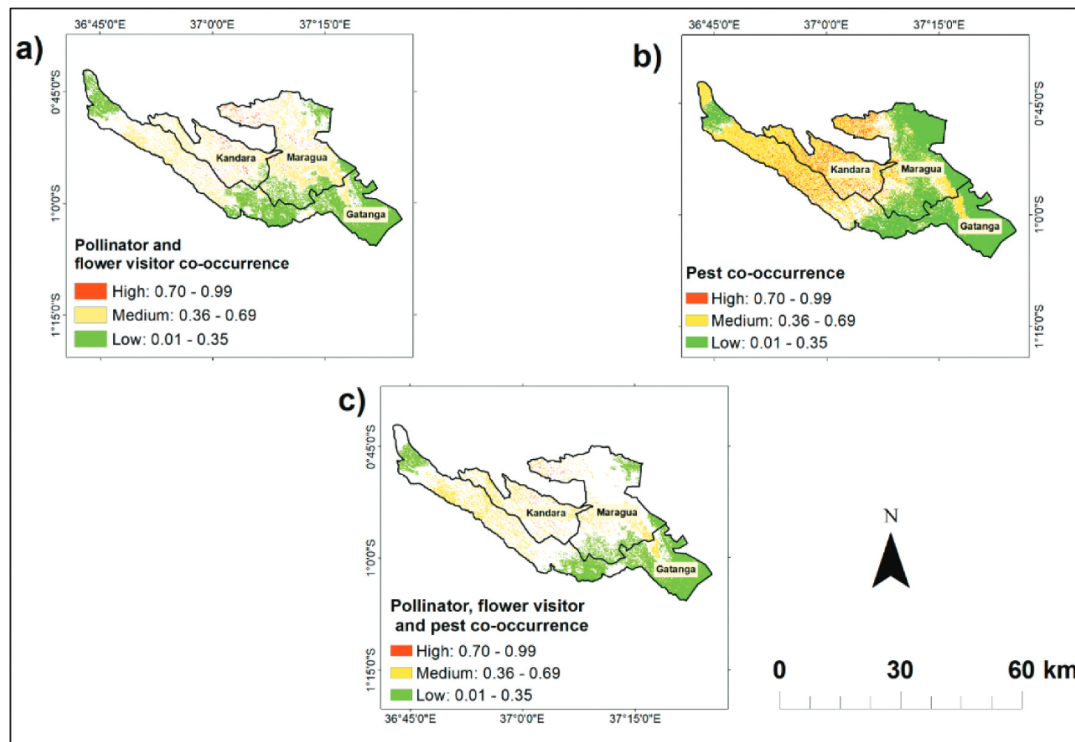 a)
36°45'0"E 37°0'0"E 37°15'0"E
0°45'0"S
1°0'0"S
1°15'0"S
Kandara
Maragua
Gatanga
Pollinator and
flower visitor co-occurrence
High: 0.70 - 0.99
Medium: 0.36 - 0.69
Low: 0.01 - 0.35
b)
36°45'0"E 37°0'0"E 37°15'0"E
0°45'0"S
1°0'0"S
1°15'0"S
Kandara
Maragua
Gatanga
Pest co-occurrence
High: 0.70 - 0.99
Medium: 0.36 - 0.69
Low: 0.01 - 0.35
c)
0°45'0"S
1°0'0"S
1°15'0"S
Kandara
Maragua
Gatanga
Pollinator, flower visitor
and pest co-occurrence
High: 0.70 - 0.99
Medium: 0.36 - 0.69
Low: 0.01 - 0.35
36°45'0"E 37°0'0"E 37°15'0"E
N
0 30 60 km